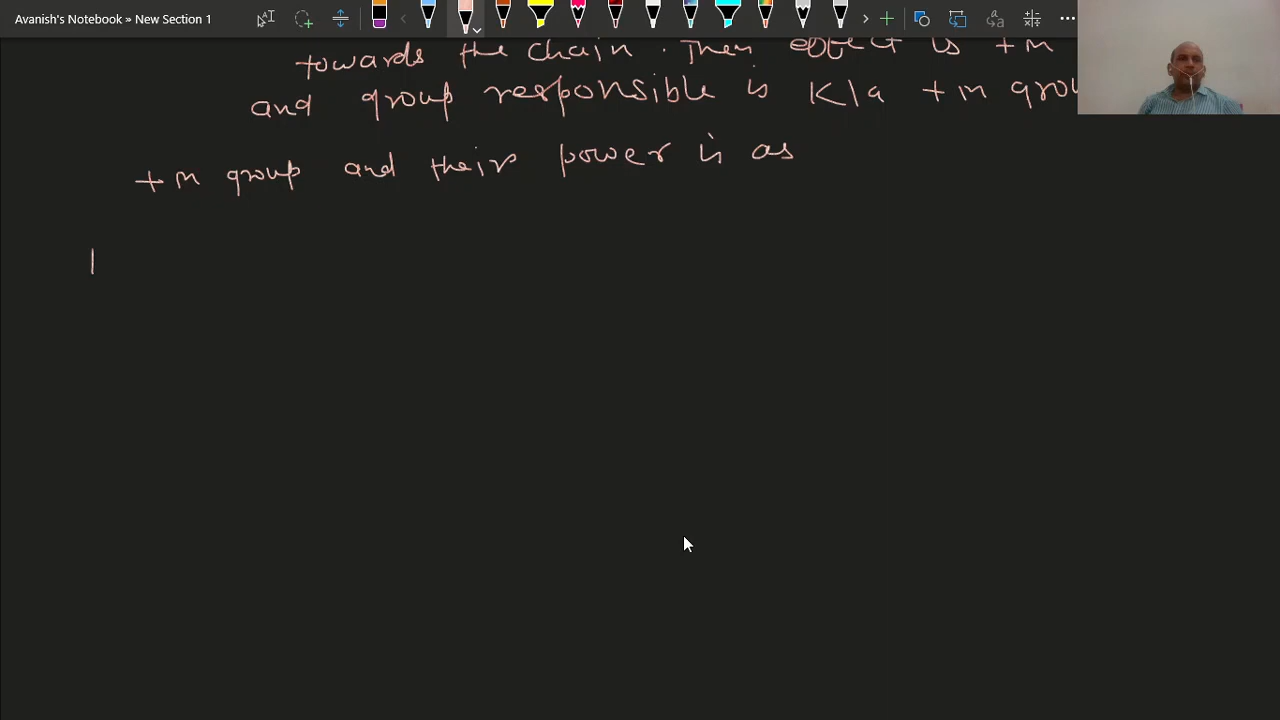 Avanish's Notebook » New Section 1
towards the chain. Then effect is +m
and group responsible is K/a +m grou
+m group and their power is as